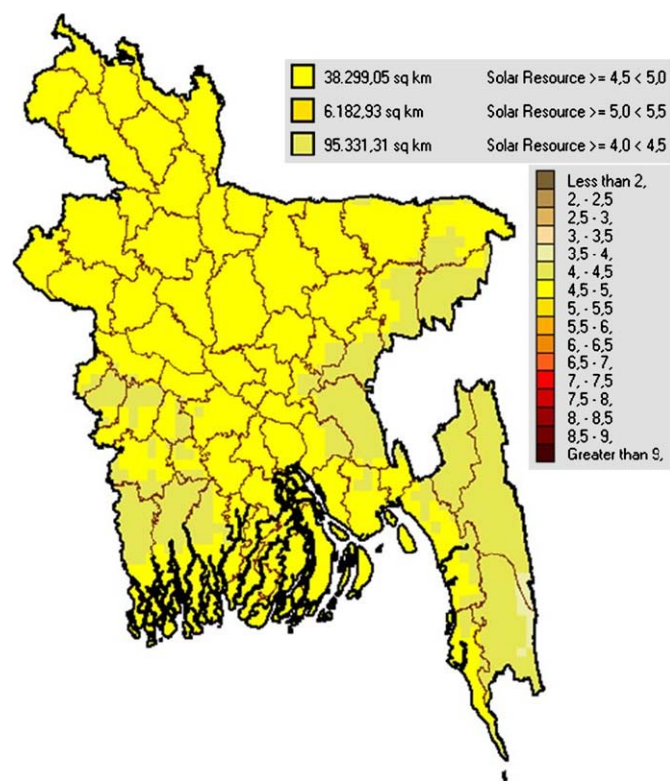 38.299,05 sq km Solar Resource >= 4,5 < 5,0
6.182,93 sq km Solar Resource >= 5,0 < 5,5
95.331,31 sq km Solar Resource >= 4,0 < 4,5
Less than 2,
2, - 2,5
2,5 - 3,
3, - 3,5
3,5 - 4,
4, - 4,5
4,5 - 5,
5, - 5,5
5,5 - 6,
6, - 6,5
6,5 - 7,
7, - 7,5
7,5 - 8,
8, - 8,5
8,5 - 9,
Greater than 9,